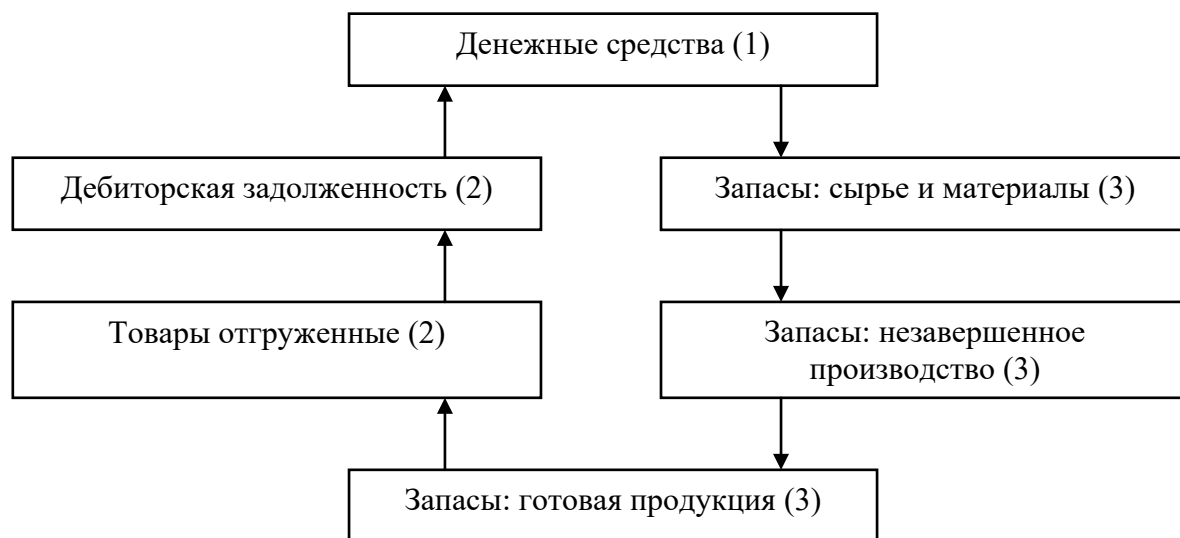 Денежные средства (1)
Дебиторская задолженность (2)
Запасы: сырье и материалы (3)
Товары отгруженные (2)
Запасы: незавершенное
производство (3)
Запасы: готовая продукция (3)